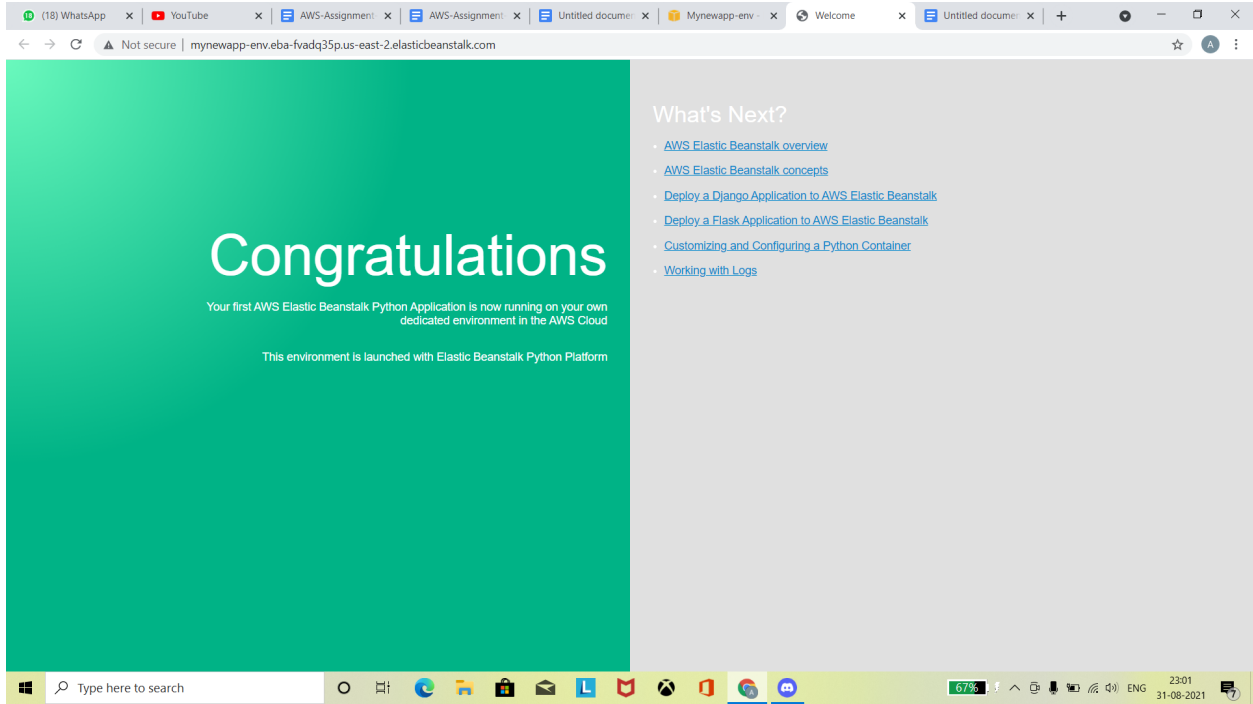 (18) WhatsApp
YouTube
AWS-Assignment
AWS-Assignment
Untitled documen
Mynewapp-env -
Welcome
Untitled documen
Not secure | mynewapp-env.eba-fvadq35p.us-east-2.elasticbeanstalk.com
A
Congratulations
Your first AWS Elastic Beanstalk Python Application is now running on your own
dedicated environment in the AWS Cloud
This environment is launched with Elastic Beanstalk Python Platform
What's Next?
AWS Elastic Beanstalk overview
AWS Elastic Beanstalk concepts
Deploy a Django Application to AWS Elastic Beanstalk
Deploy a Flask Application to AWS Elastic Beanstalk
Customizing and Configuring a Python Container
Working with Logs
Type here to search
L
67%
ENG
23:01
31-08-2021
7